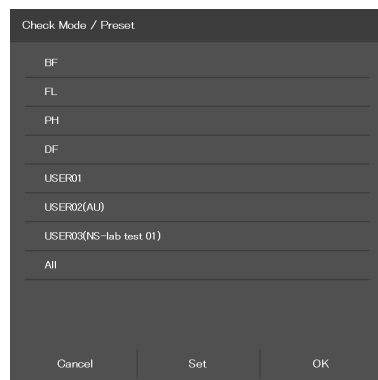 Check Mode / Preset
BF
FL
PH
DF
USER01
USER02(AU)
USER03(NS-lab test 01)
All
Cancel
Set
OK